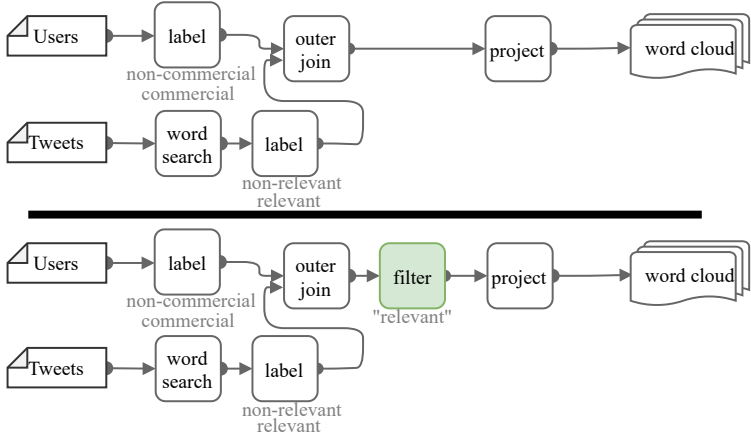 Users
label
outer
join
project
word cloud
non-commercial
commercial
Tweets
word
search
label
non-relevant
relevant
Users
label
outer
join
filter
project
word cloud
non-commercial
commercial
"relevant"
Tweets
word
search
label
non-relevant
relevant